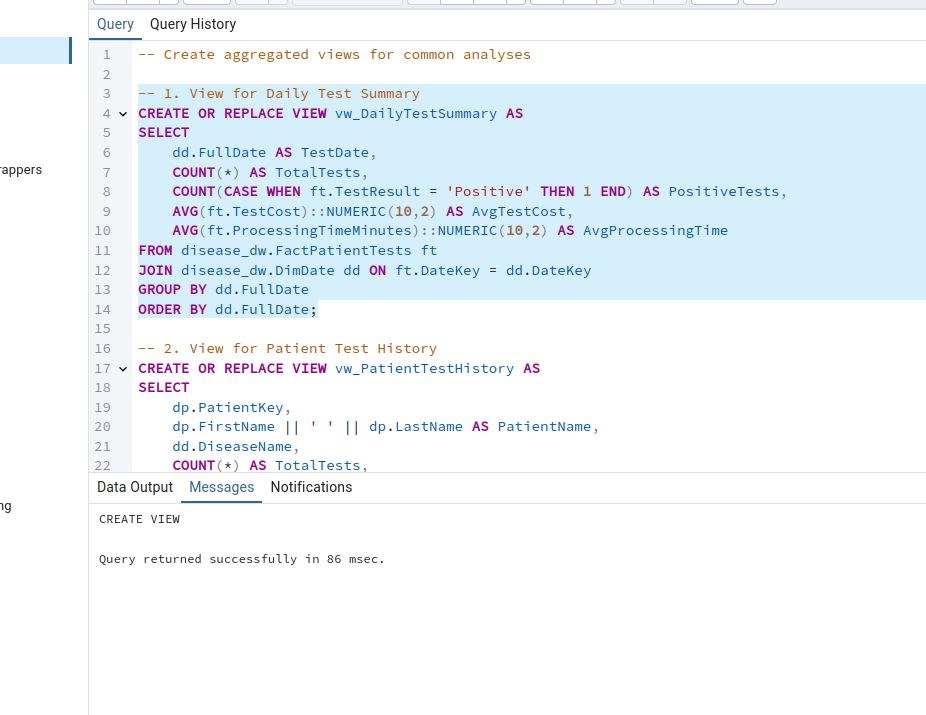 Query Query History
rappers
ng
1 -- Create aggregated views for common analyses
2
3 -- 1. View for Daily Test Summary
4 CREATE OR REPLACE VIEW vw_DailyTestSummary AS
5 SELECT
6 dd.FullDate AS TestDate,
7 COUNT(*) AS TotalTests,
8 COUNT(CASE WHEN ft.TestResult = 'Positive' THEN 1 END) AS PositiveTests,
9 AVG(ft.TestCost)::NUMERIC(10,2) AS AvgTestCost,
10 AVG(ft.ProcessingTimeMinutes)::NUMERIC(10,2) AS AvgProcessingTime
11 FROM disease_dw.FactPatientTests ft
12 JOIN disease_dw.DimDate dd ON ft.DateKey = dd.DateKey
13 GROUP BY dd.FullDate
14 ORDER BY dd.FullDate;
15
16 -- 2. View for Patient Test History
17 CREATE OR REPLACE VIEW vw_PatientTestHistory AS
18 SELECT
19 dp.PatientKey,
20 dp.FirstName || ' ' || dp.LastName AS PatientName,
21 dd.DiseaseName,
22 COUNT(*) AS TotalTests,
Data Output Messages Notifications
CREATE VIEW
Query returned successfully in 86 msec.